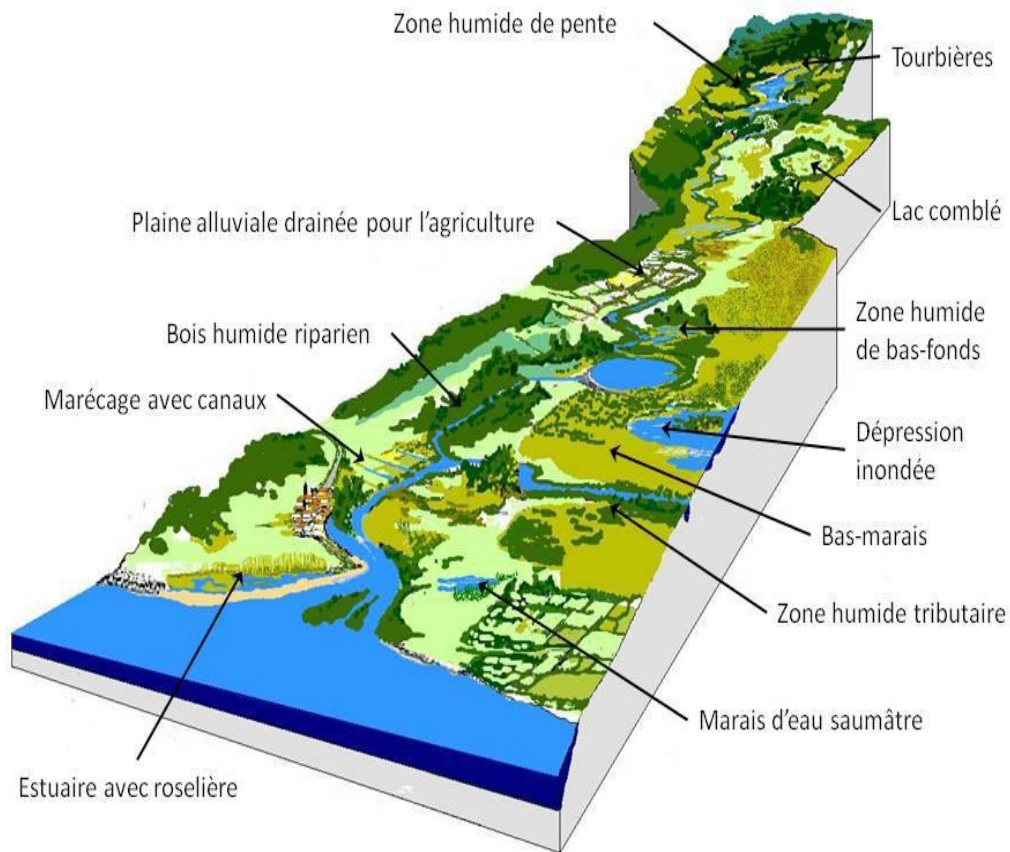 Zone humide de pente
Tourbières
Lac comblé
Plaine alluviale drainée pour l'agriculture
Zone humide
de bas-fonds
Bois humide riparien
Marécage avec canaux
Dépression
inondée
Bas-marais
Zone humide tributaire
Marais d'eau saumâtre
Estuaire avec roselière